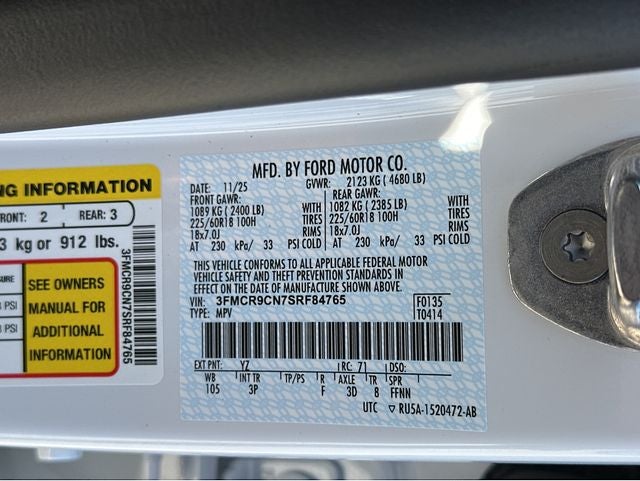 NG INFORMATION
FRONT: 2 REAR: 3
3 kg or 912 lbs.
SURE
PSI
PSI
SEE OWNERS
MANUAL FOR
ADDITIONAL
INFORMATION
3FMCR9CN7SRF84765
MFD. BY FORD MOTOR CO.
DATE: 11/25 GVWR: 2123 KG ( 4680 LB)
FRONT GAWR: REAR GAWR:
1089 KG ( 2400 LB) WITH 1082 KG ( 2385 LB) WITH
225/60R18 100H TIRES 225/60R18 100H TIRES
18x7.0J RIMS 18x7.0J RIMS
AT 230 kPa/ 33 PSI COLD AT 230 kPa/ 33 PSI COLD
THIS VEHICLE CONFORMS TO ALL APPLICABLE FEDERAL MOTOR
VEHICLE SAFETY AND THEFT PREVENTION STANDARDS IN
EFFECT ON THE DATE OF MANUFACTURE SHOWN ABOVE.
VIN: 3FMCR9CN7SRF84765 F0135
TYPE: MPV T0414
EXT PNT: YZ RC: 71 DSO:
WB INT TR TP/PS R AXLE TR SPR
105 3P F 3D 8 FFNN
UTC ▽ RU5A-1520472-AB